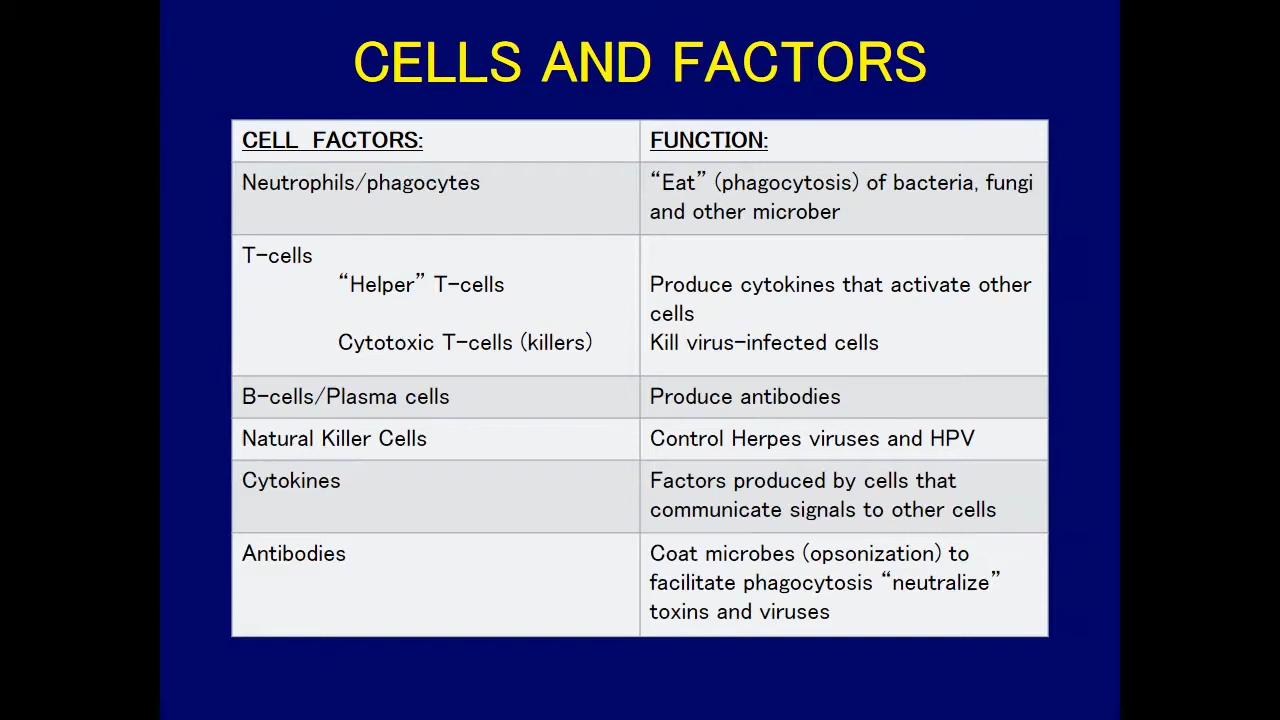 CELLS AND FACTORS
CELL FACTORS:
FUNCTION:
Neutrophils/phagocytes
“Eat” (phagocytosis) of bacteria, fungi
and other microber
T-cells
“Helper” T-cells
Produce cytokines that activate other
cells
Cytotoxic T-cells (killers)
Kill virus-infected cells
B-cells/Plasma cells
Produce antibodies
Natural Killer Cells
Control Herpes viruses and HPV
Cytokines
Factors produced by cells that
communicate signals to other cells
Antibodies
Coat microbes (opsonization) to
facilitate phagocytosis “neutralize”
toxins and viruses